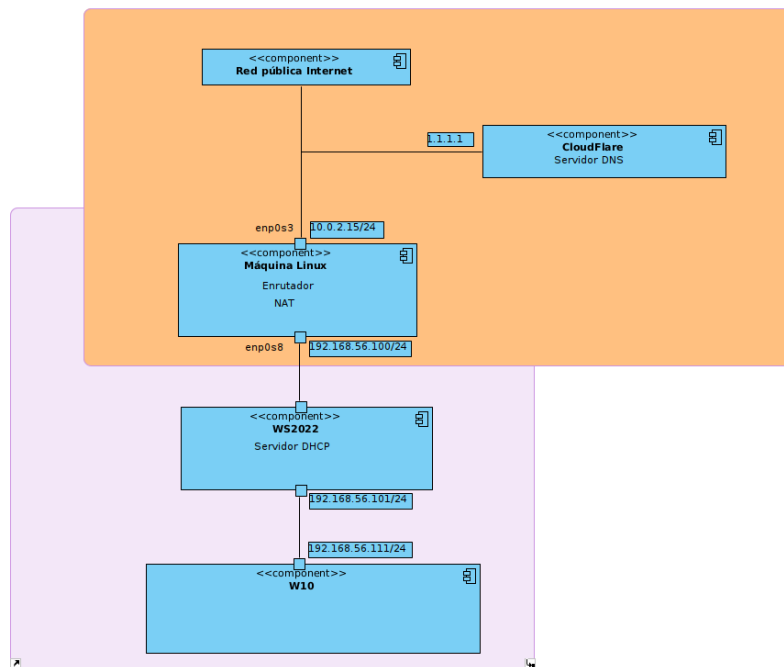 <<component>>
Red pública Internet
1.1.1.1
<<component>>
CloudFlare
Servidor DNS
enp0s3
10.0.2.15/24
<<component>>
Máquina Linux
Enrutador
NAT
enp0s8
192.168.56.100/24
<<component>>
WS2022
Servidor DHCP
192.168.56.101/24
192.168.56.111/24
<<component>>
W10